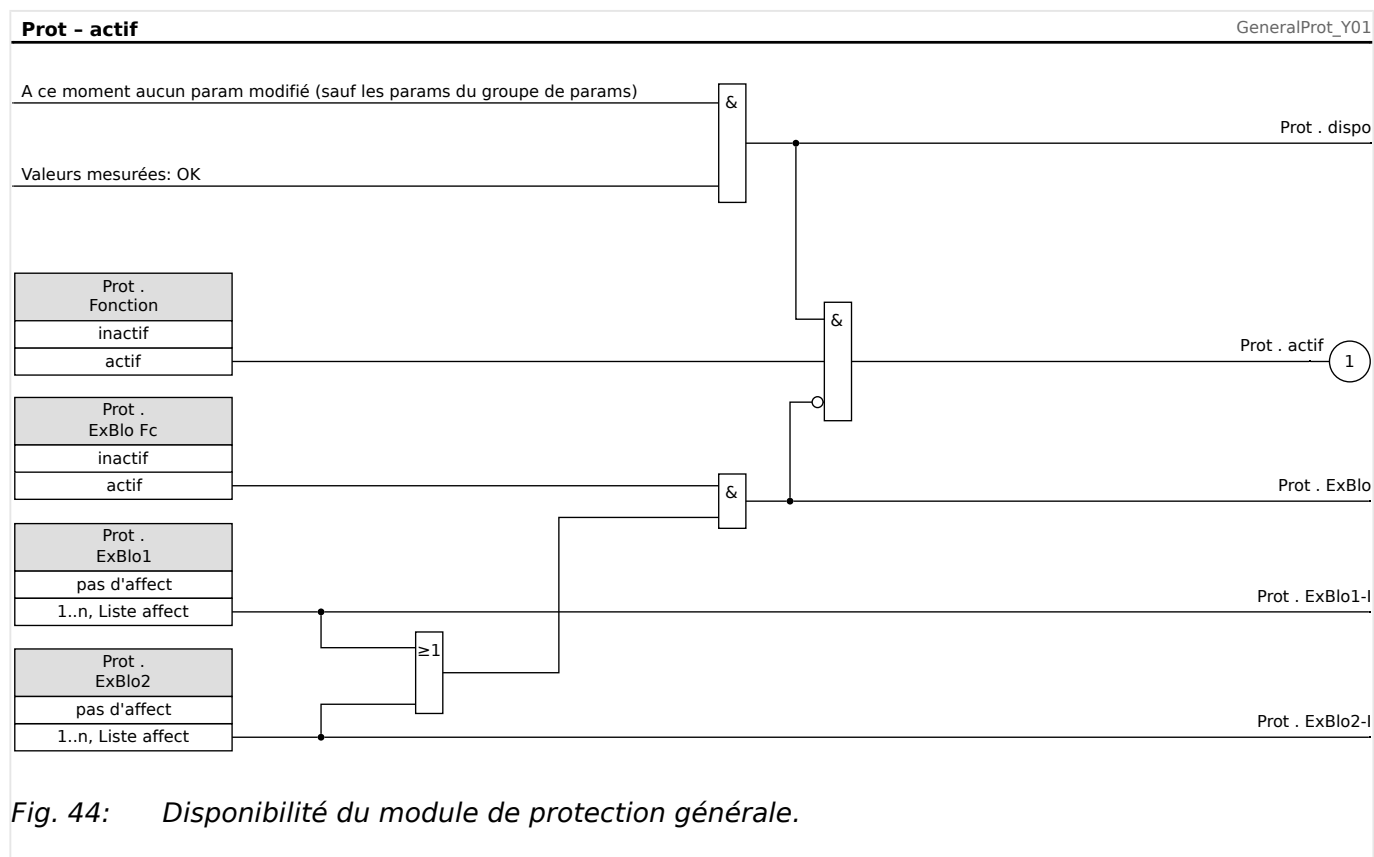 Prot – actif
GeneralProt_Y01
A ce moment aucun param modifié (sauf les params du groupe de params)
&
Prot . dispo
Valeurs mesurées: OK
Prot .
Fonction
inactif
actif
&
Prot . actif
1
Prot .
ExBlo Fc
inactif
actif
&
Prot . ExBlo
Prot .
ExBlo1
pas d'affect
1..n, Liste affect
Prot . ExBlo1-I
≥1
Prot .
ExBlo2
pas d'affect
1..n, Liste affect
Prot . ExBlo2-I
Fig. 44: Disponibilité du module de protection générale.